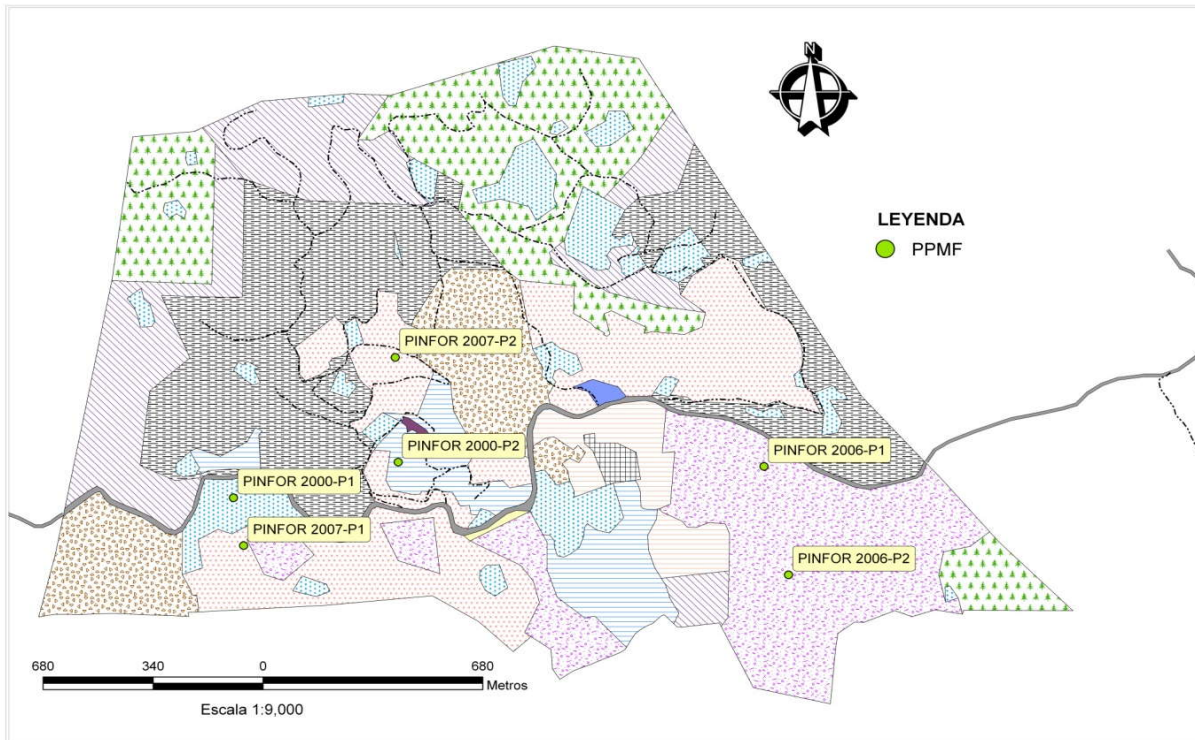 N
LEYENDA
PPMF
PINFOR 2007-P2
PINFOR 2000-P2
PINFOR 2006-P1
PINFOR 2000-P1
PINFOR 2007-P1
PINFOR 2006-P2
680 340 0 680
Metros
Escala 1:9,000